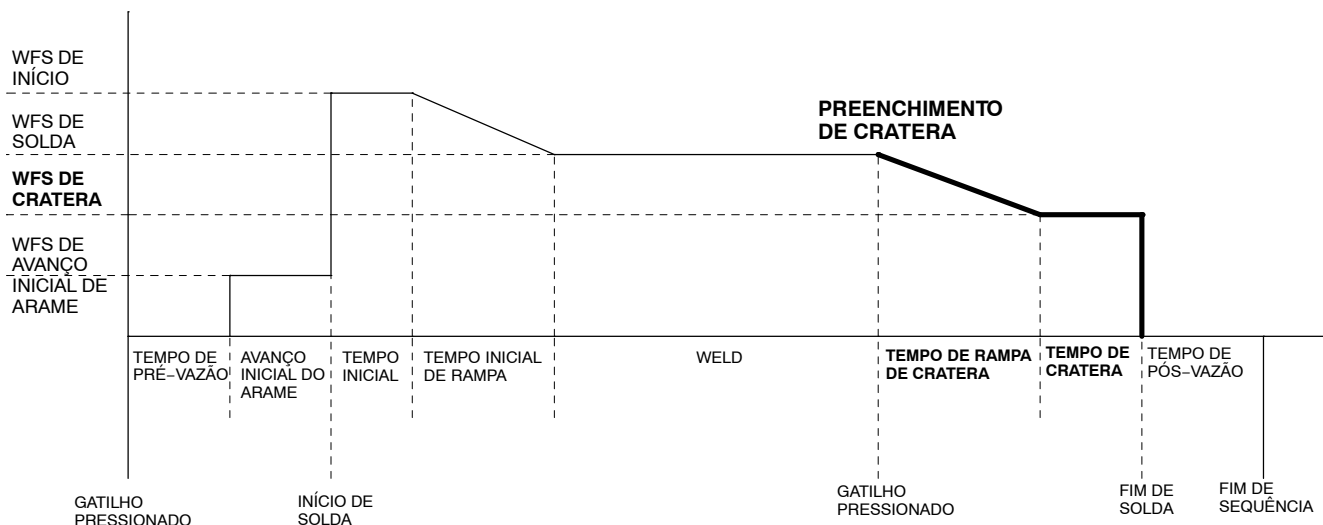 WFS DE
INÍCIO
WFS DE
SOLDA
WFS DE
CRATERA
WFS DE
AVANÇO
INICIAL DE
ARAME
PREENCHIMENTO
DE CRATERA
TEMPO DE
PRÉ–VAZÃO
AVANÇO
INICIAL DO
ARAME
TEMPO
INICIAL
TEMPO INICIAL
DE RAMPA
WELD
TEMPO DE RAMPA
DE CRATERA
TEMPO DE
CRATERA
TEMPO DE
PÓS–VAZÃO
GATILHO
PRESSIONADO
INÍCIO DE
SOLDA
GATILHO
PRESSIONADO
FIM DE
SOLDA
FIM DE
SEQUÊNCIA